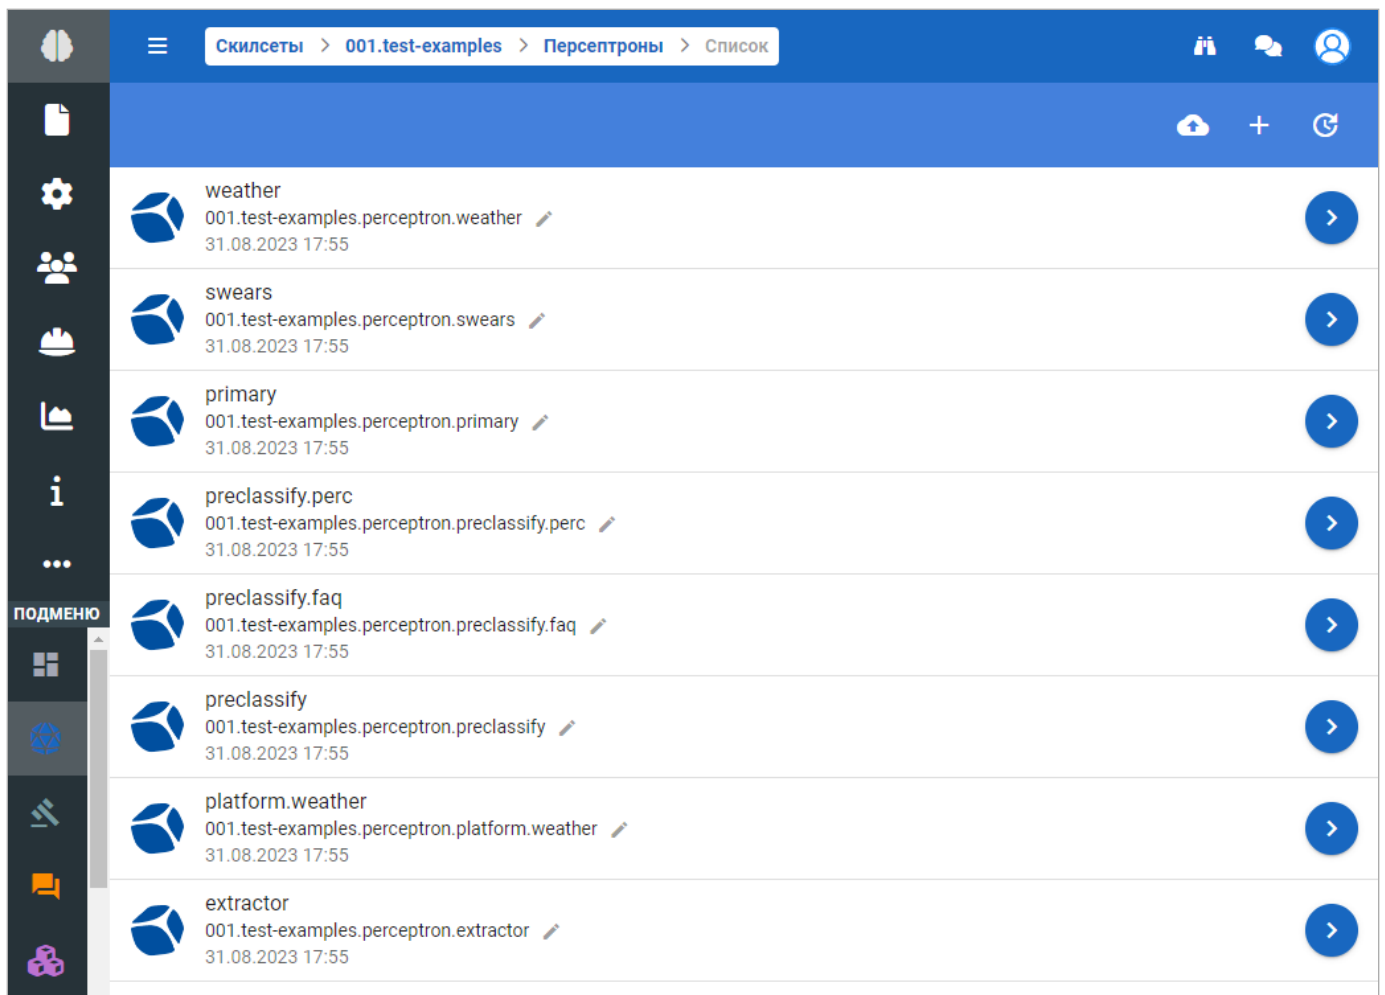 Скилсеты > 001.test-examples > Персептроны > Список
weather
001.test-examples.perceptron.weather
31.08.2023 17:55
swears
001.test-examples.perceptron.swears
31.08.2023 17:55
primary
001.test-examples.perceptron.primary
31.08.2023 17:55
preclassify.perc
001.test-examples.perceptron.preclassify.perc
31.08.2023 17:55
ПОДМЕНЮ
preclassify.faq
001.test-examples.perceptron.preclassify.faq
31.08.2023 17:55
preclassify
001.test-examples.perceptron.preclassify
31.08.2023 17:55
platform.weather
001.test-examples.perceptron.platform.weather
31.08.2023 17:55
extractor
001.test-examples.perceptron.extractor
31.08.2023 17:55